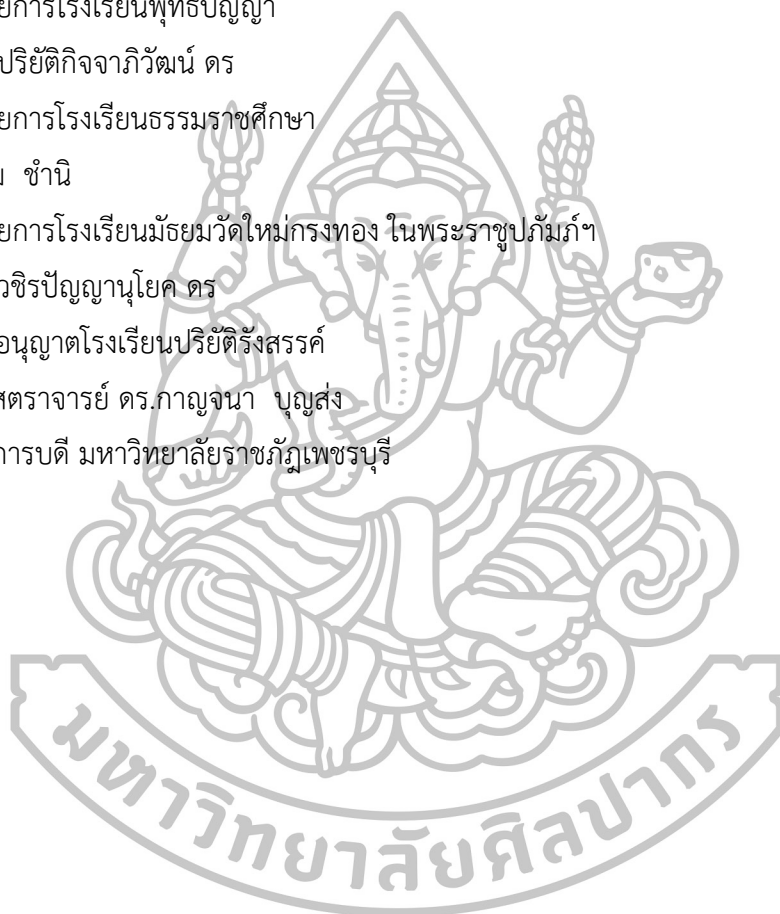 ยการโรงเรียนพุทธปัญญา
ปริยัติกิจจาภิวัฒน์ ดร
ยการโรงเรียนธรรมราชศึกษา
ม ชำนิ
ยการโรงเรียนมัธยมวัดใหม่กรงทอง ในพระราชูปภัมภ์ฯ
วชิรปัญญานุโยค ดร
อนุญาตโรงเรียนปริยัติรังสรรค์
สตราจารย์ ดร.กาญจนา บุญส่ง
การบดี มหาวิทยาลัยราชภัฏเพชรบุรี
มหาวิทยาลัยศิลปากร